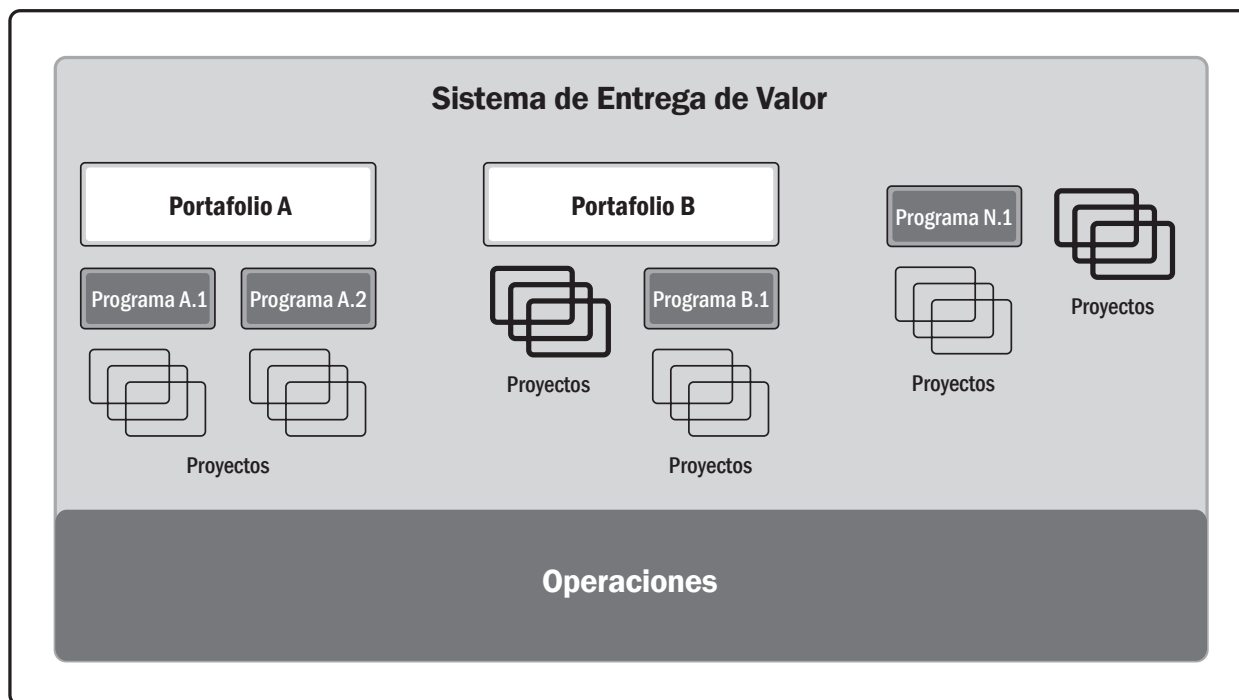 Sistema de Entrega de Valor
Portafolio A
Portafolio B
Programa N.1
Programa A.1
Programa A.2
Programa B.1
Proyectos
Proyectos
Proyectos
Proyectos
Proyectos
Operaciones